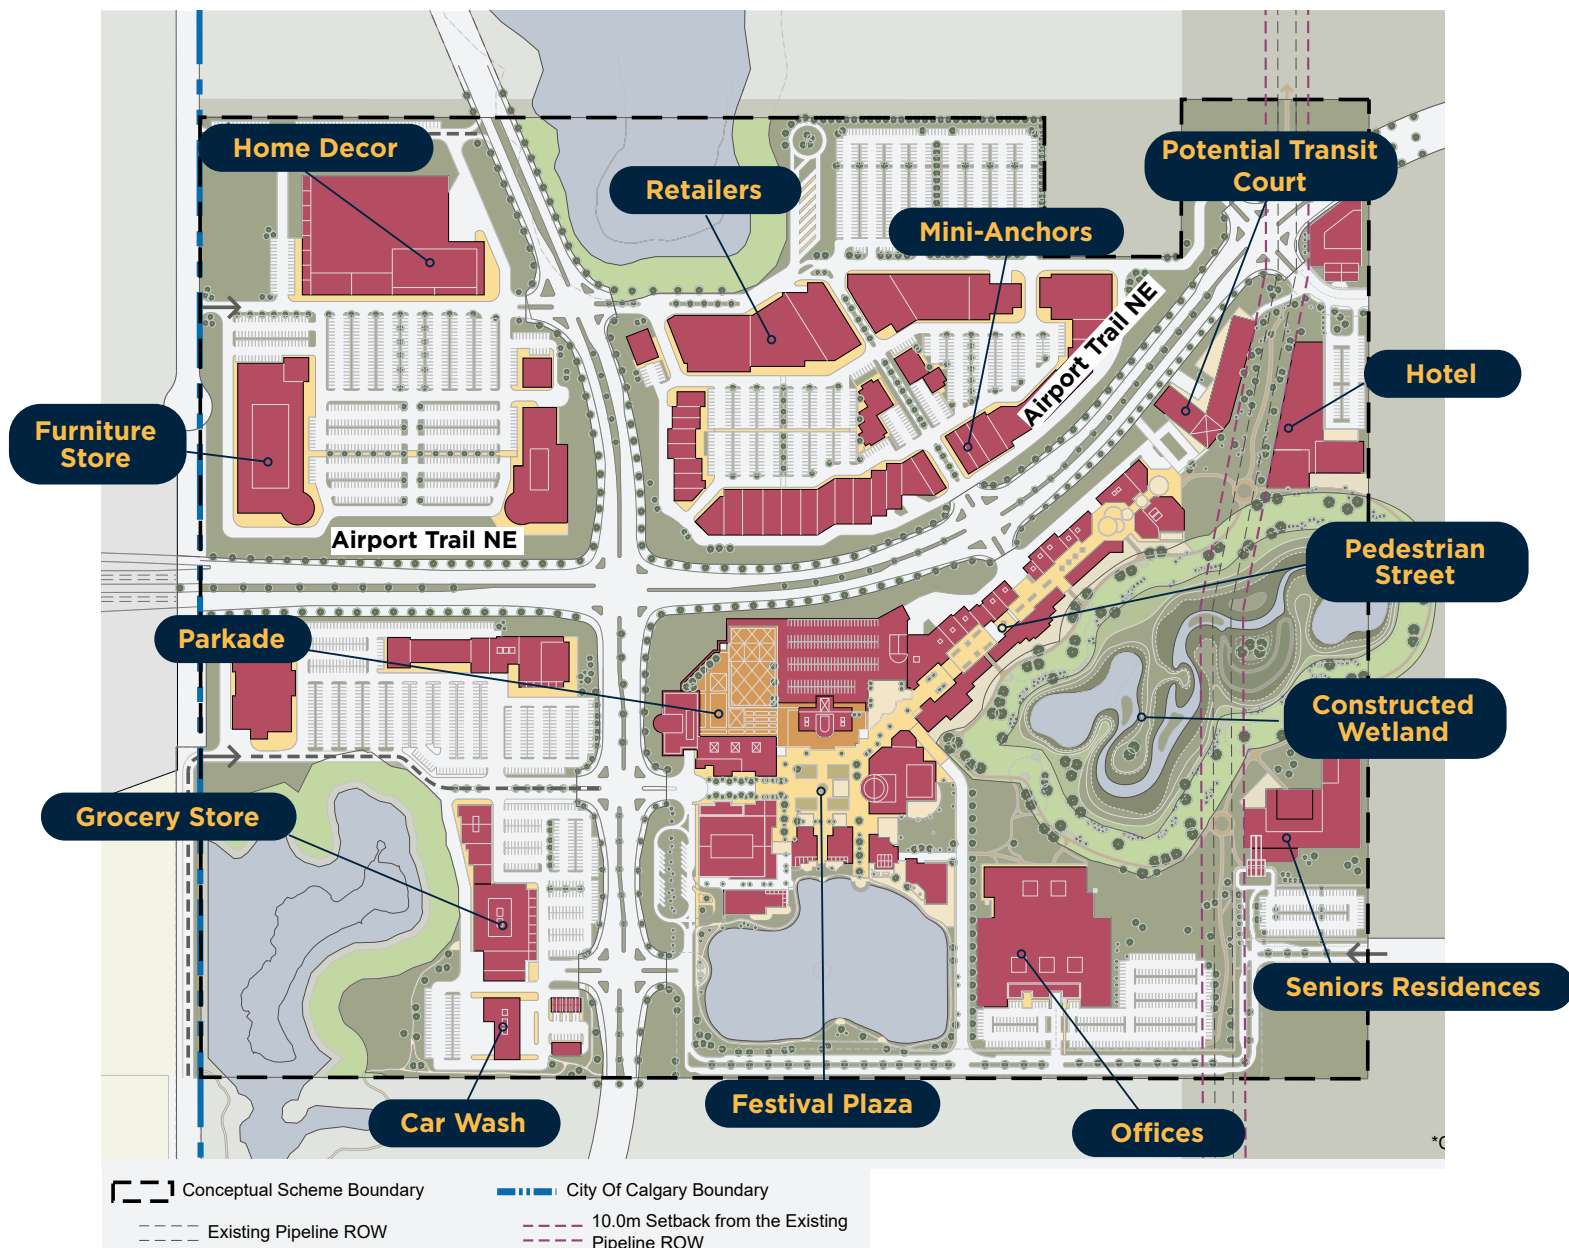 Home Decor
Retailers
Potential Transit
Court
Mini-Anchors
Airport Trail NE
Hotel
Furniture
Store
Airport Trail NE
Pedestrian
Street
Parkade
Constructed
Wetland
Grocery Store
Seniors Residences
Car Wash
Festival Plaza
Offices
Conceptual Scheme Boundary
City Of Calgary Boundary
Existing Pipeline ROW
10.0m Setback from the Existing
Pipeline ROW